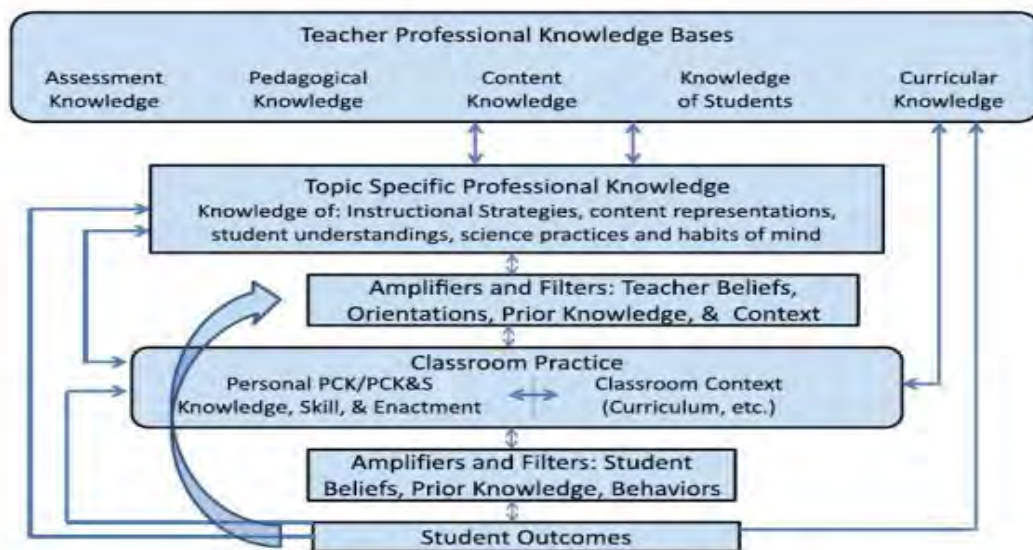 Teacher Professional Knowledge Bases
Assessment Knowledge
Pedagogical Knowledge
Content Knowledge
Knowledge of Students
Curricular Knowledge
Topic Specific Professional Knowledge
Knowledge of: Instructional Strategies, content representations,
student understandings, science practices and habits of mind
Amplifiers and Filters: Teacher Beliefs,
Orientations, Prior Knowledge, & Context
Classroom Practice
Personal PCK/PCK&S
Knowledge, Skill, & Enactment
Classroom Context
(Curriculum, etc.)
Amplifiers and Filters: Student
Beliefs, Prior Knowledge, Behaviors
Student Outcomes